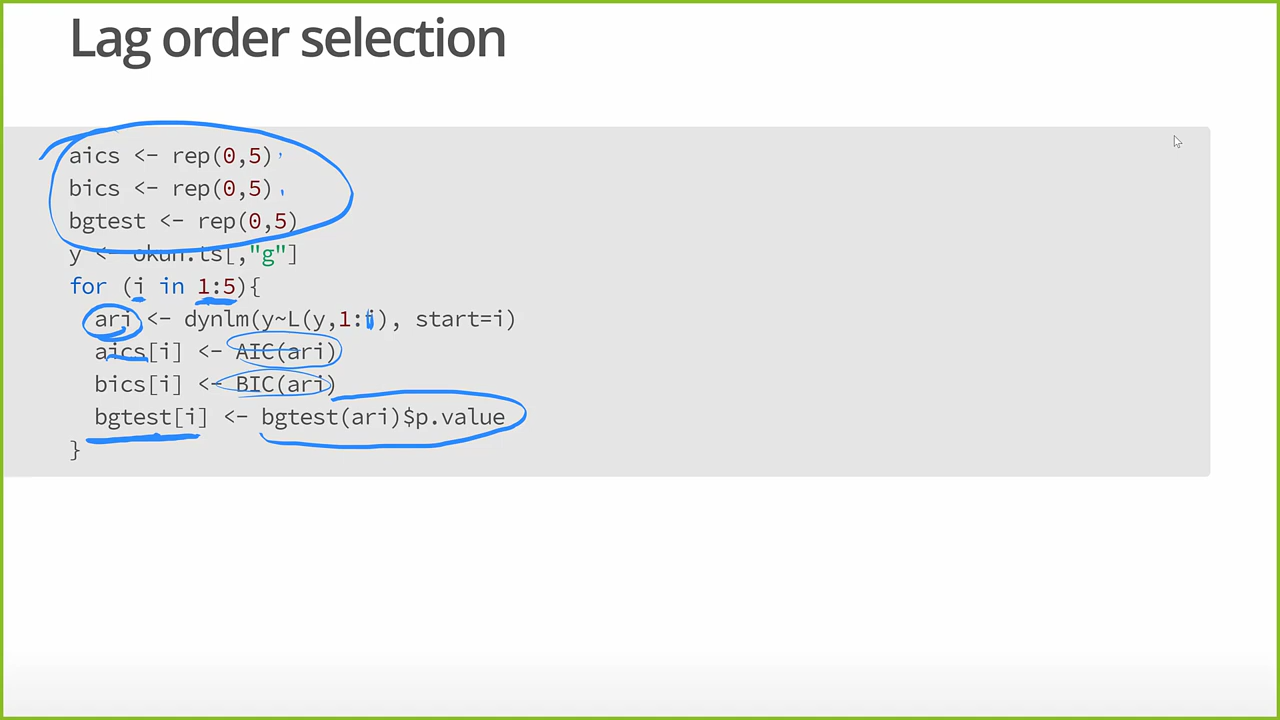 Lag order selection
aics <- rep(0,5)
bics <- rep(0,5)
bgtest <- rep(0,5)
y <- okun.ts[,"g"]
for (i in 1:5){
ari <- dynlm(y~L(y,1:i), start=i)
aics[i] <- AIC(ari)
bics[i] <- BIC(ari)
bgtest[i] <- bgtest(ari)$p.value
}